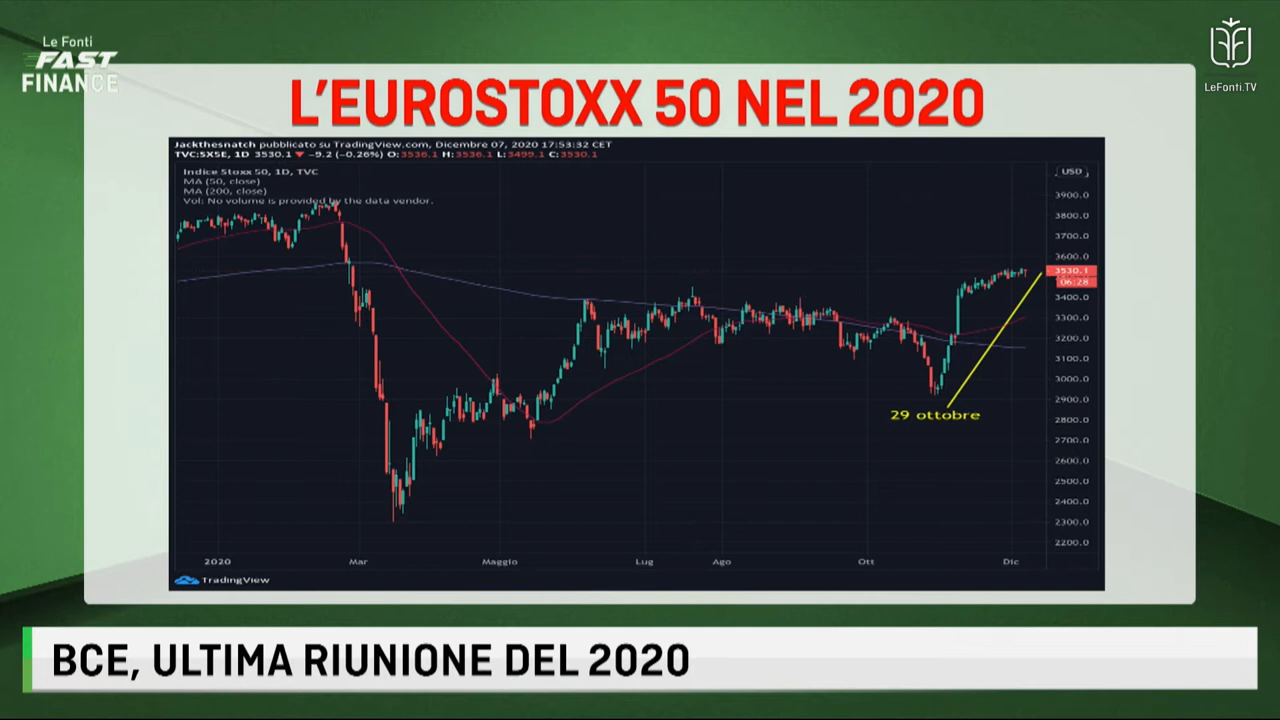 Le Fonti
FAST
FINANCE
LeFonti.TV
L'EUROSTOXX 50 NEL 2020
Jackthesnatch pubblicato su TradingView.com, Dicembre 07, 2020 17:53:32 CET
TVC:SX5E, 1D 3530.1 ▼ −9.2 (−0.26%) O:3536.1 H:3536.1 L:3499.1 C:3530.1
Indice Stoxx 50, 1D, TVC
MA (50, close)
MA (200, close)
Vol: No volume is provided by the data vendor.
USD
3900.0
3800.0
3700.0
3600.0
3530.1
06:28
3400.0
3300.0
3200.0
3100.0
3000.0
2900.0
2800.0
2700.0
2600.0
2500.0
2400.0
2300.0
2200.0
29 ottobre
2020 Mar Maggio Lug Ago Ott Dic
TradingView
BCE, ULTIMA RIUNIONE DEL 2020